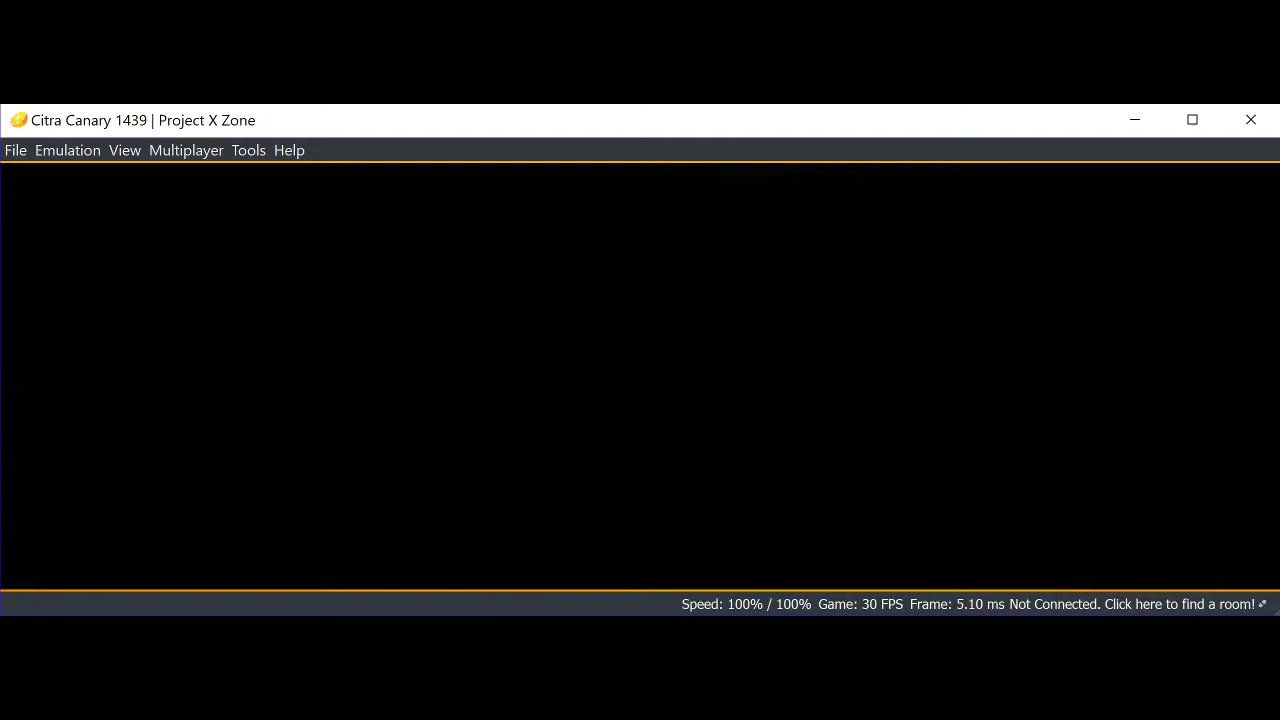 Citra Canary 1439 | Project X Zone
File Emulation View Multiplayer Tools Help
Speed: 100% / 100% Game: 30 FPS Frame: 5.10 ms Not Connected. Click here to find a room!